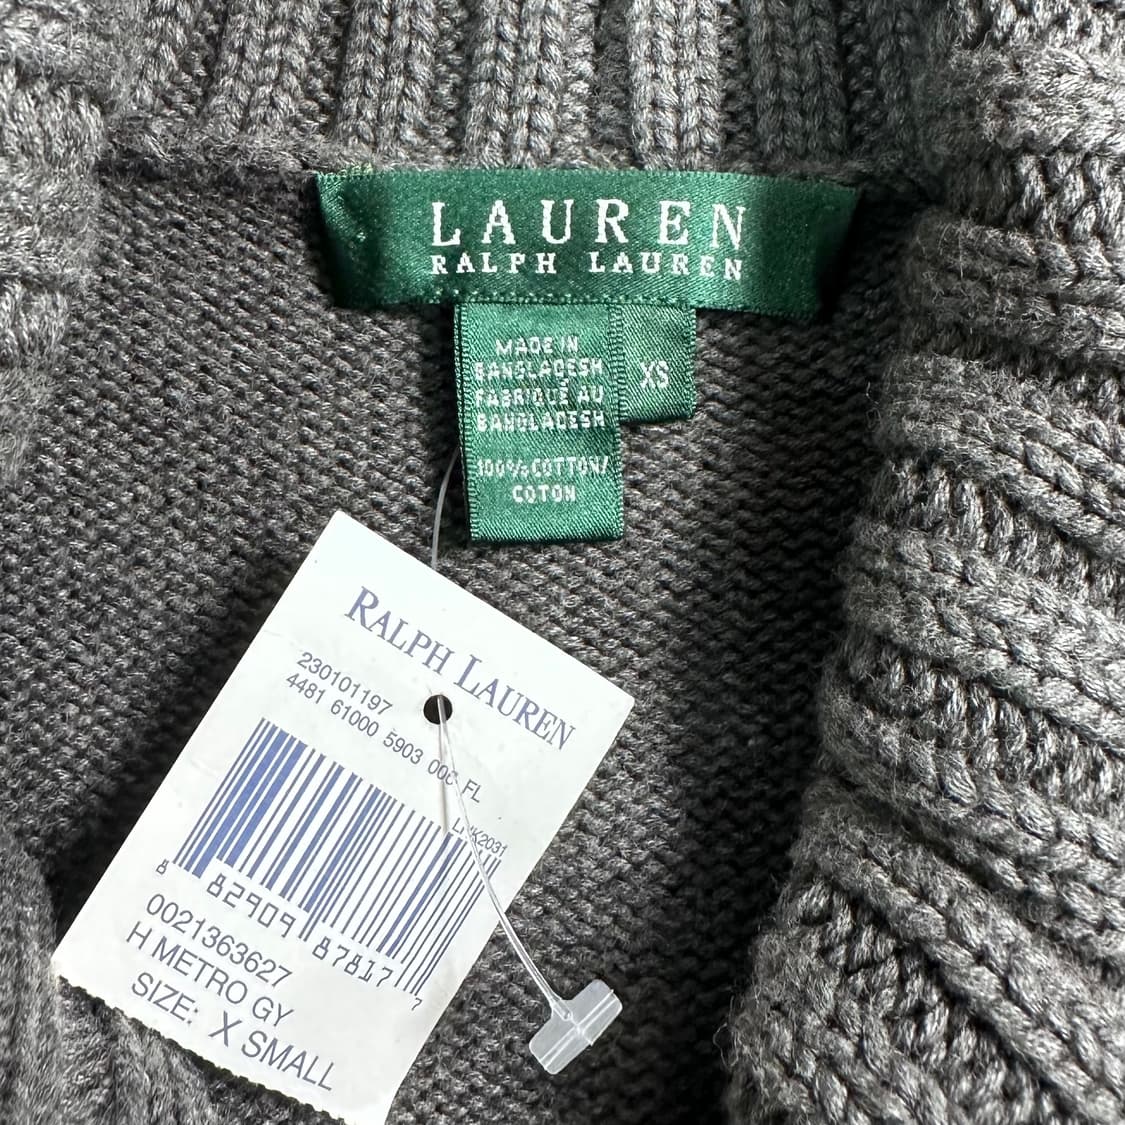 LAUREN
RALPH LAUREN
MADE IN
BANGLADESH
FABRIQUÉ AU
BANGLADESH
XS
100% COTTON/
COTON
RALPH LAUREN
230101197
4481 61000 5903 00C FL
8 82909 87817 7
0021363627
H METRO GY
SIZE: X SMALL